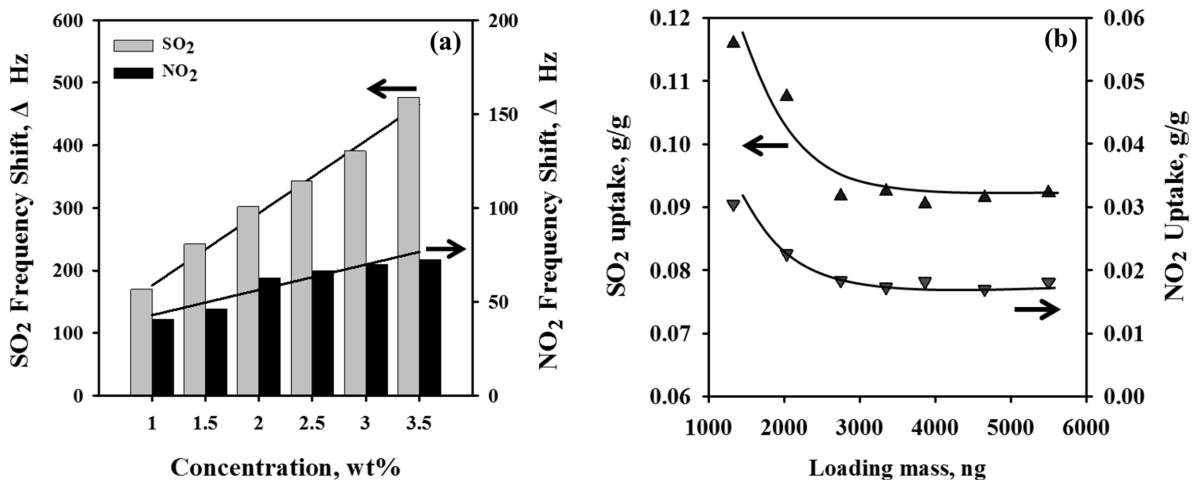 (a)
SO2
NO2
SO2 Frequency Shift, Δ Hz
600
500
400
300
200
100
0
200
150
100
50
0
NO2 Frequency Shift, Δ Hz
1 1.5 2 2.5 3 3.5
Concentration, wt%
(b)
SO2 uptake, g/g
0.12
0.11
0.10
0.09
0.08
0.07
0.06
0.06
0.05
0.04
0.03
0.02
0.01
0.00
NO2 Uptake, g/g
1000 2000 3000 4000 5000 6000
Loading mass, ng